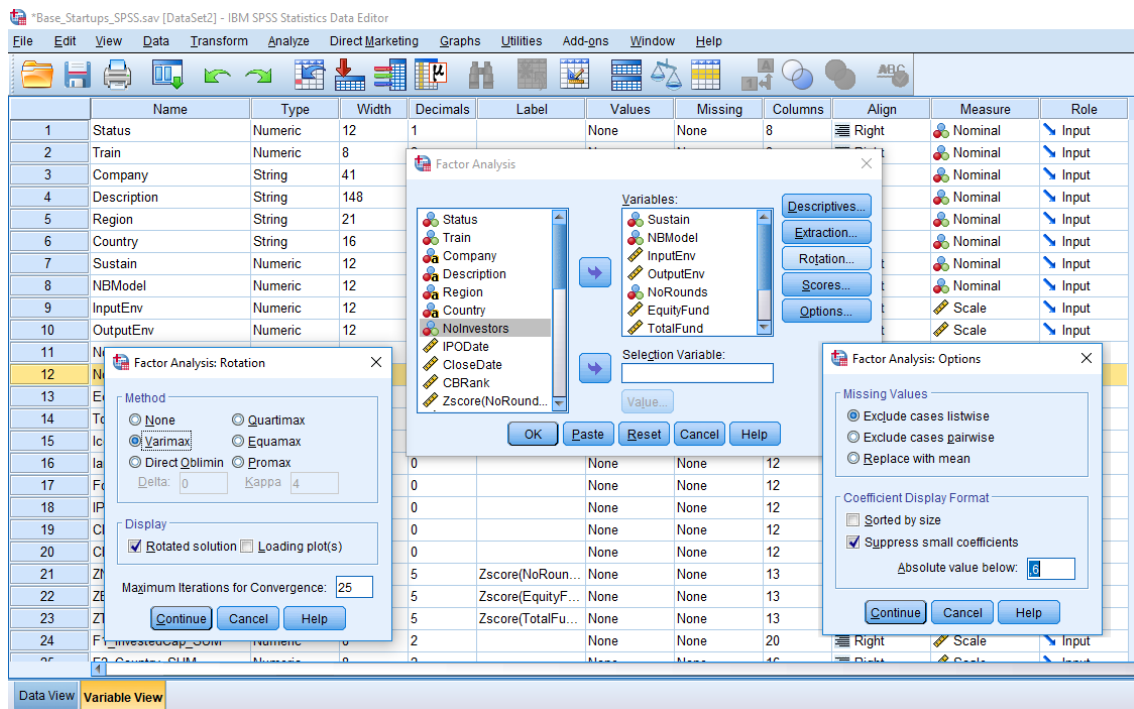 *Base_Startups_SPSS.sav [DataSet2] - IBM SPSS Statistics Data Editor
File Edit View Data Transform Analyze Direct Marketing Graphs Utilities Add-ons Window Help
Name Type Width Decimals Label Values Missing Columns Align Measure Role
1 Status Numeric 12 1 None None 8 Right Nominal Input
2 Train Numeric 8 Nominal Input
3 Company String 41 Nominal Input
4 Description String 148 Nominal Input
5 Region String 21 Nominal Input
6 Country String 16 Nominal Input
7 Sustain Numeric 12 Nominal Input
8 NBModel Numeric 12 Nominal Input
9 InputEnv Numeric 12 Scale Input
10 OutputEnv Numeric 12 Scale Input
11
12
13
14
15
16 0 None None 12
17 0 None None 12
18 0 None None 12
19 0 None None 12
20 0 None None 12
21 5 Zscore(NoRoun... None None 13
22 5 Zscore(EquityF... None None 13
23 5 Zscore(TotalFu... None None 13
24 F1_InvestedCap_SUM Numeric 2 None None 20 Right Scale Input
Factor Analysis
Status
Train
Company
Description
Region
Country
NoInvestors
IPODate
CloseDate
CBRank
Zscore(NoRound...
Variables:
Sustain
NBModel
InputEnv
OutputEnv
NoRounds
EquityFund
TotalFund
Selection Variable:
Value...
Descriptives...
Extraction...
Rotation...
Scores...
Options...
OK Paste Reset Cancel Help
Factor Analysis: Rotation
Method
None Quartimax
Varimax Equamax
Direct Oblimin Promax
Delta: 0 Kappa 4
Display
Rotated solution Loading plot(s)
Maximum Iterations for Convergence: 25
Continue Cancel Help
Factor Analysis: Options
Missing Values
Exclude cases listwise
Exclude cases pairwise
Replace with mean
Coefficient Display Format
Sorted by size
Suppress small coefficients
Absolute value below: .6
Continue Cancel Help
Data View Variable View